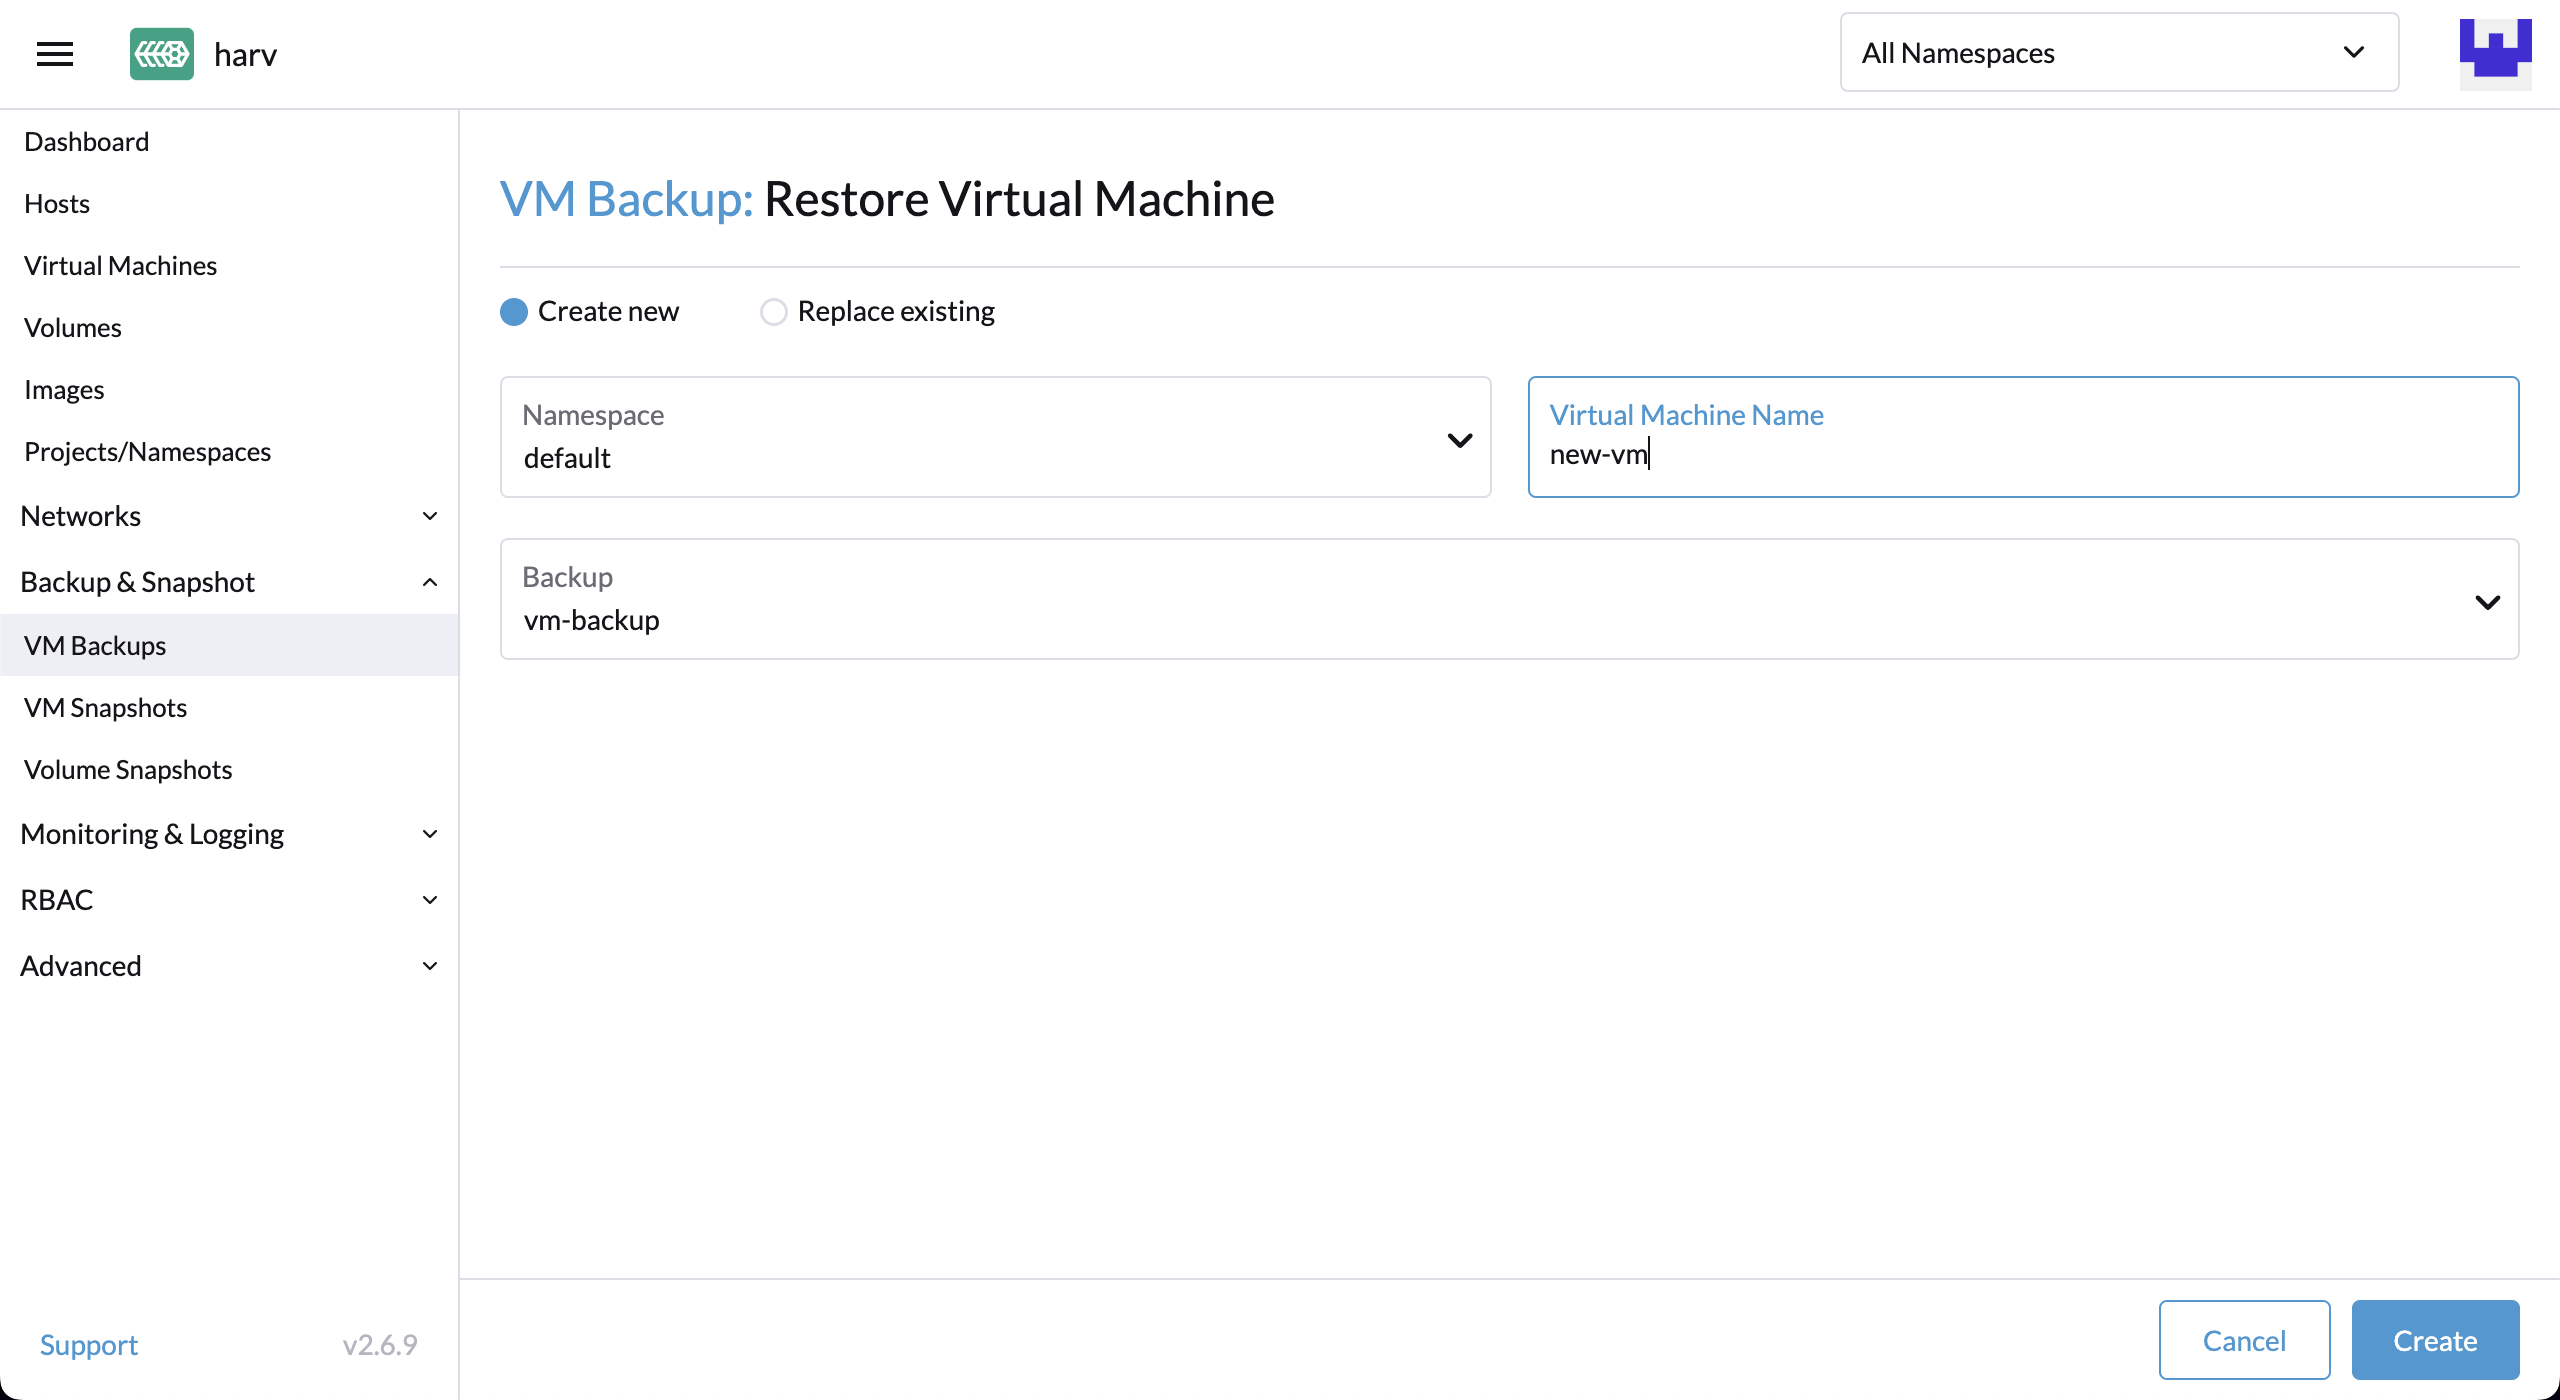 harv
All Namespaces
Dashboard
Hosts
Virtual Machines
Volumes
Images
Projects/Namespaces
Networks
Backup & Snapshot
VM Backups
VM Snapshots
Volume Snapshots
Monitoring & Logging
RBAC
Advanced
Support v2.6.9
VM Backup: Restore Virtual Machine
Create new Replace existing
Namespace
default
Virtual Machine Name
new-vm
Backup
vm-backup
Cancel Create